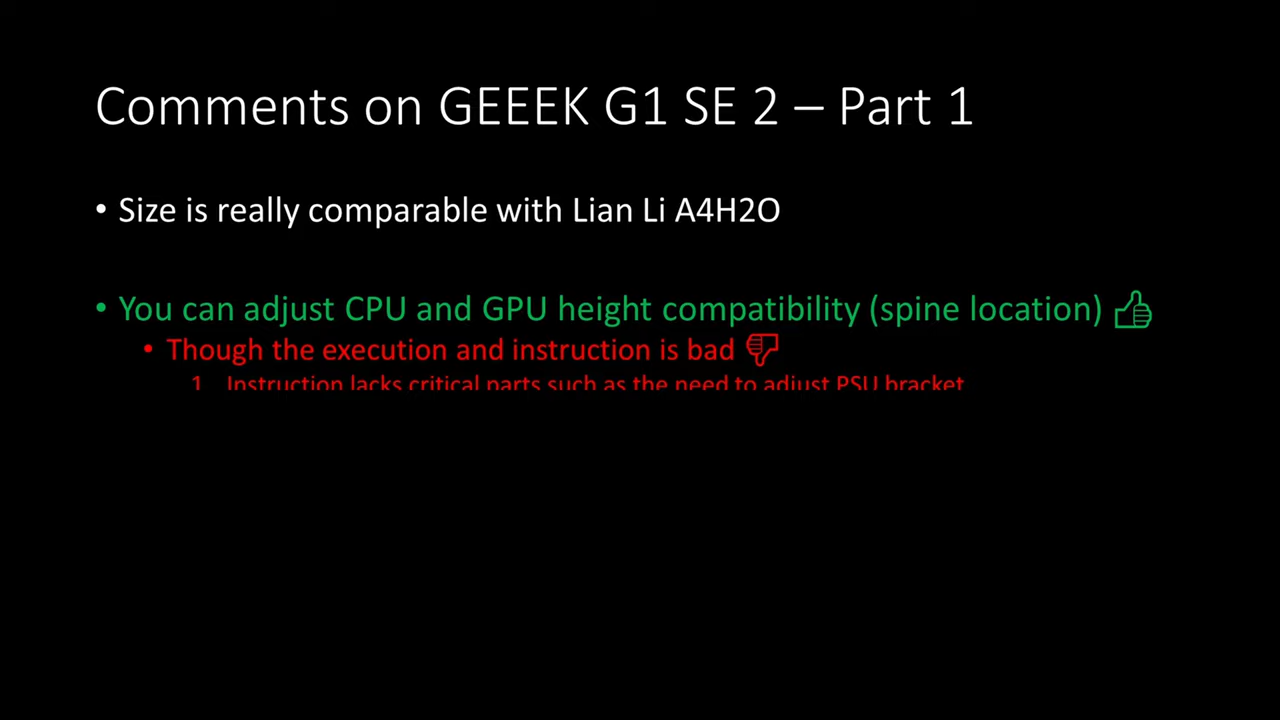 Comments on GEEEK G1 SE 2 – Part 1
• Size is really comparable with Lian Li A4H2O
• You can adjust CPU and GPU height compatibility (spine location) 👍
• Though the execution and instruction is bad 👎
1. Instruction lacks critical parts such as the need to adjust PSU bracket